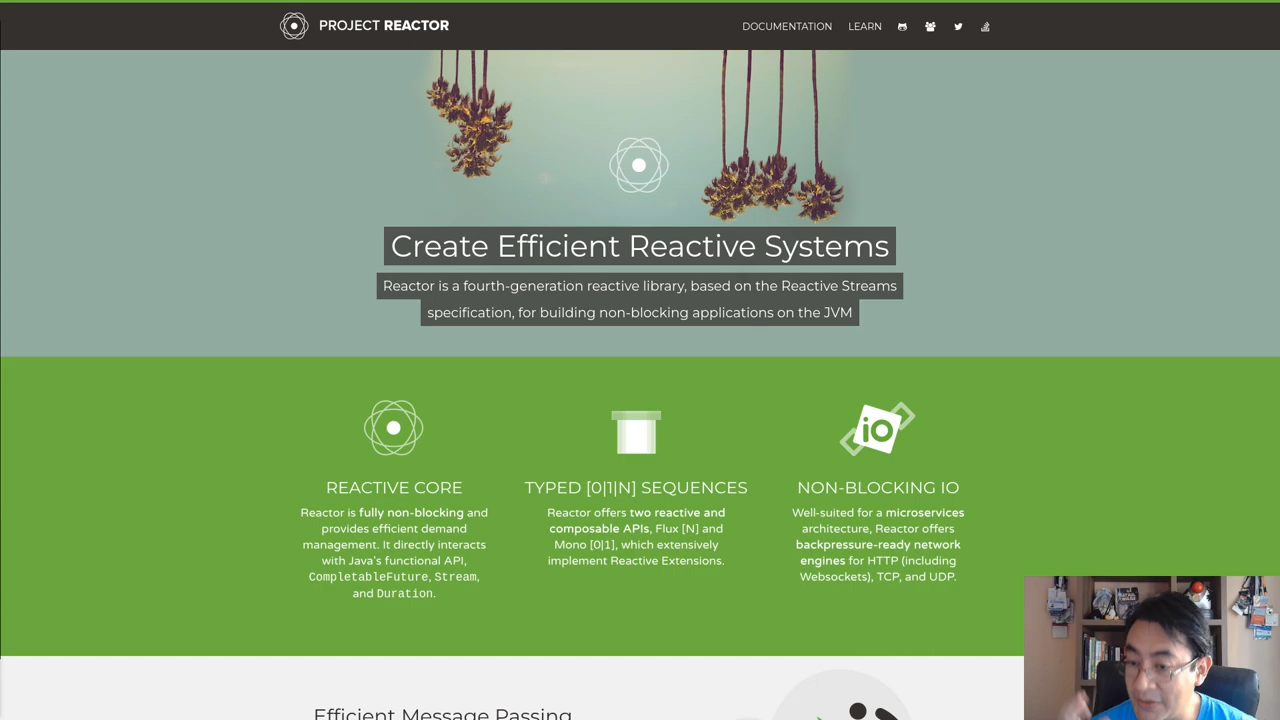 PROJECT REACTOR
DOCUMENTATION LEARN
Create Efficient Reactive Systems
Reactor is a fourth-generation reactive library, based on the Reactive Streams
specification, for building non-blocking applications on the JVM
REACTIVE CORE
Reactor is fully non-blocking and
provides efficient demand
management. It directly interacts
with Java's functional API,
CompletableFuture, Stream,
and Duration.
TYPED [0|1|N] SEQUENCES
Reactor offers two reactive and
composable APIs, Flux [N] and
Mono [0|1], which extensively
implement Reactive Extensions.
io
NON-BLOCKING IO
Well-suited for a microservices
architecture, Reactor offers
backpressure-ready network
engines for HTTP (including
Websockets), TCP, and UDP.
Efficient Message Passing